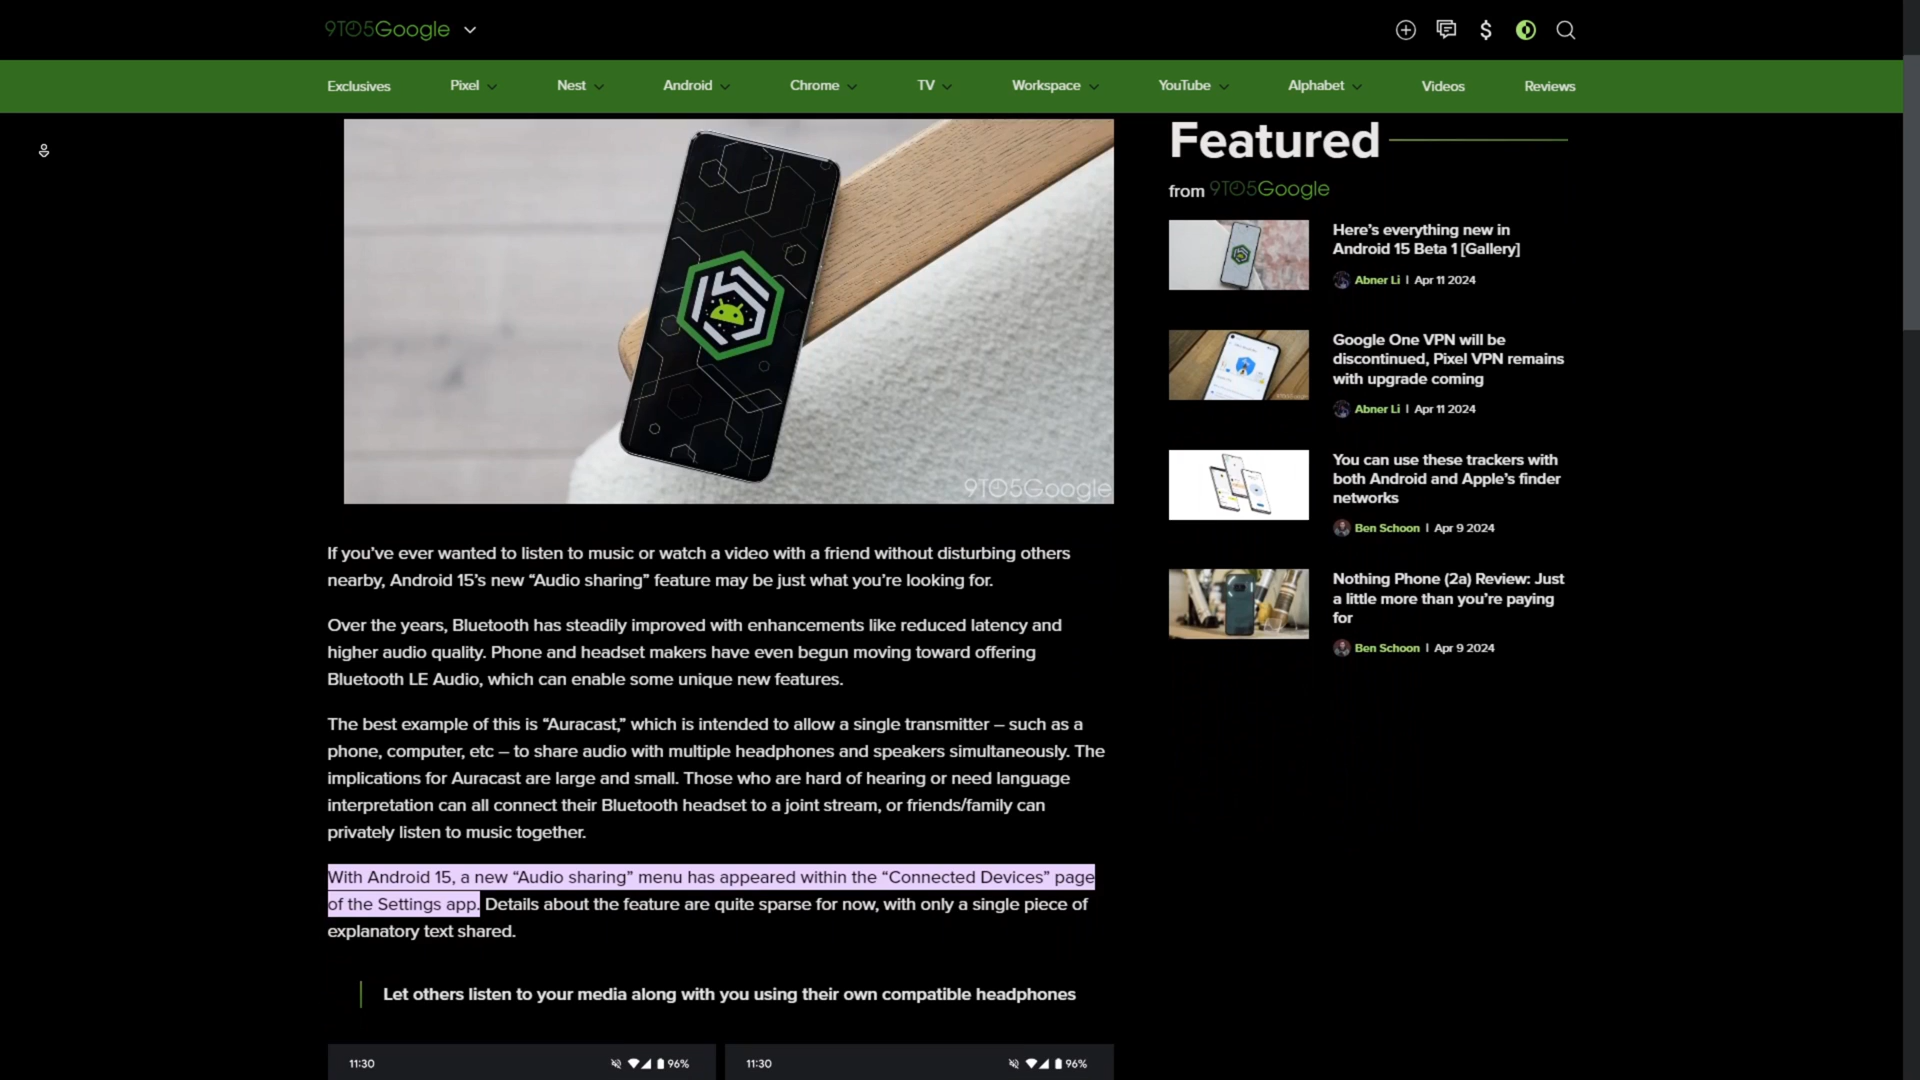 9TO5Google
Exclusives Pixel Nest Android Chrome TV Workspace YouTube Alphabet Videos Reviews
9TO5Google
If you’ve ever wanted to listen to music or watch a video with a friend without disturbing others
nearby, Android 15’s new “Audio sharing” feature may be just what you’re looking for.
Over the years, Bluetooth has steadily improved with enhancements like reduced latency and
higher audio quality. Phone and headset makers have even begun moving toward offering
Bluetooth LE Audio, which can enable some unique new features.
The best example of this is “Auracast,” which is intended to allow a single transmitter – such as a
phone, computer, etc – to share audio with multiple headphones and speakers simultaneously. The
implications for Auracast are large and small. Those who are hard of hearing or need language
interpretation can all connect their Bluetooth headset to a joint stream, or friends/family can
privately listen to music together.
With Android 15, a new “Audio sharing” menu has appeared within the “Connected Devices” page
of the Settings app. Details about the feature are quite sparse for now, with only a single piece of
explanatory text shared.
Let others listen to your media along with you using their own compatible headphones
11:30 96%
11:30 96%
Featured
from 9TO5Google
Here’s everything new in
Android 15 Beta 1 [Gallery]
Abner Li | Apr 11 2024
Google One VPN will be
discontinued, Pixel VPN remains
with upgrade coming
Abner Li | Apr 11 2024
You can use these trackers with
both Android and Apple’s finder
networks
Ben Schoon | Apr 9 2024
Nothing Phone (2a) Review: Just
a little more than you’re paying
for
Ben Schoon | Apr 9 2024